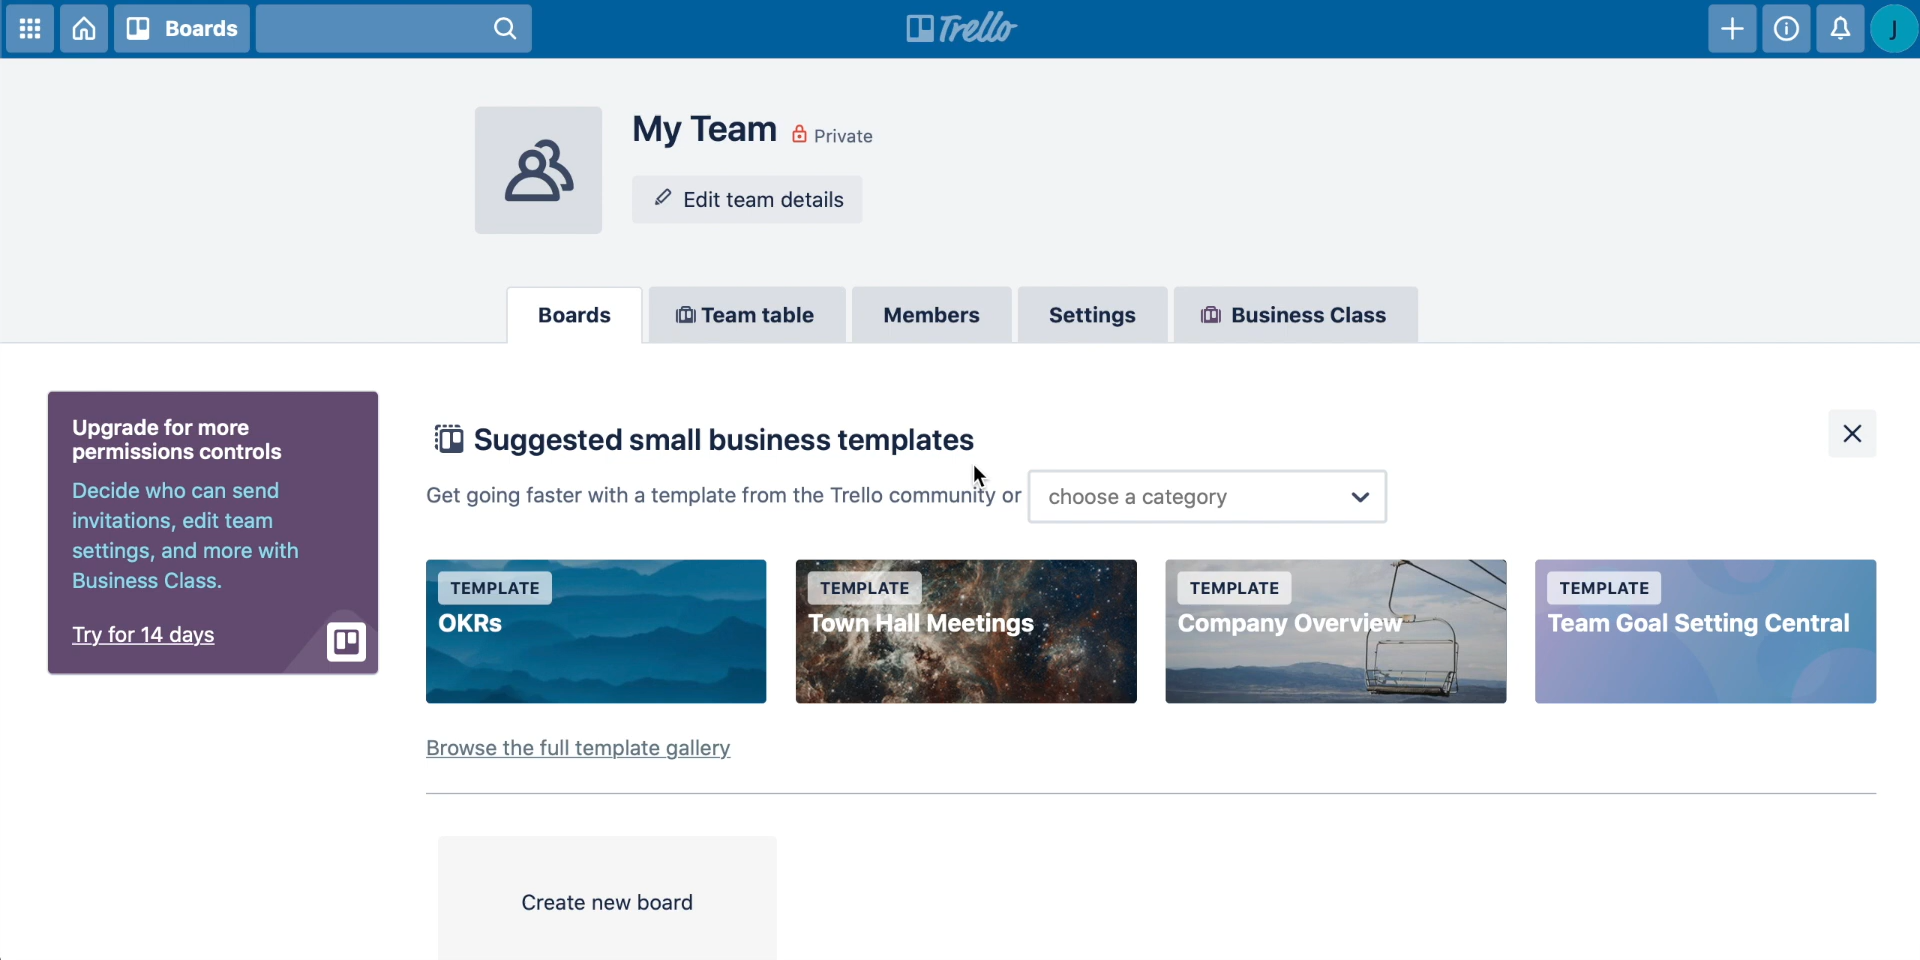 Boards
Trello
J
My Team Private
Edit team details
Boards
Team table
Members
Settings
Business Class
Upgrade for more
permissions controls
Decide who can send
invitations, edit team
settings, and more with
Business Class.
Try for 14 days
Suggested small business templates
Get going faster with a template from the Trello community or
choose a category
TEMPLATE
OKRs
TEMPLATE
Town Hall Meetings
TEMPLATE
Company Overview
TEMPLATE
Team Goal Setting Central
Browse the full template gallery
Create new board